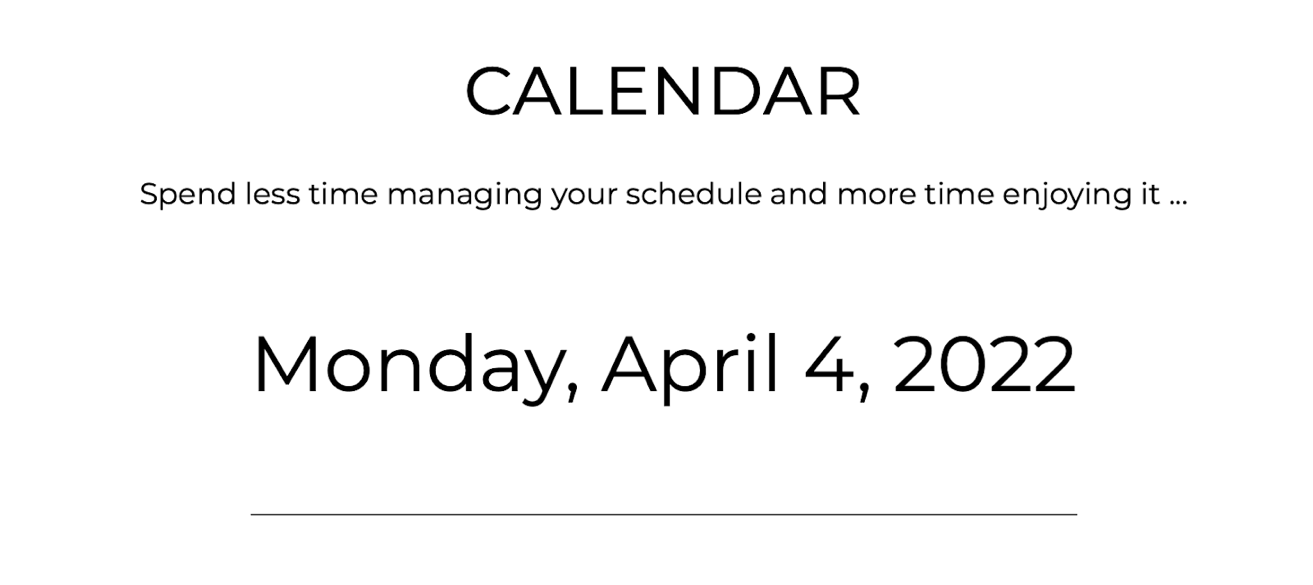 CALENDAR
Spend less time managing your schedule and more time enjoying it ...
Monday, April 4, 2022